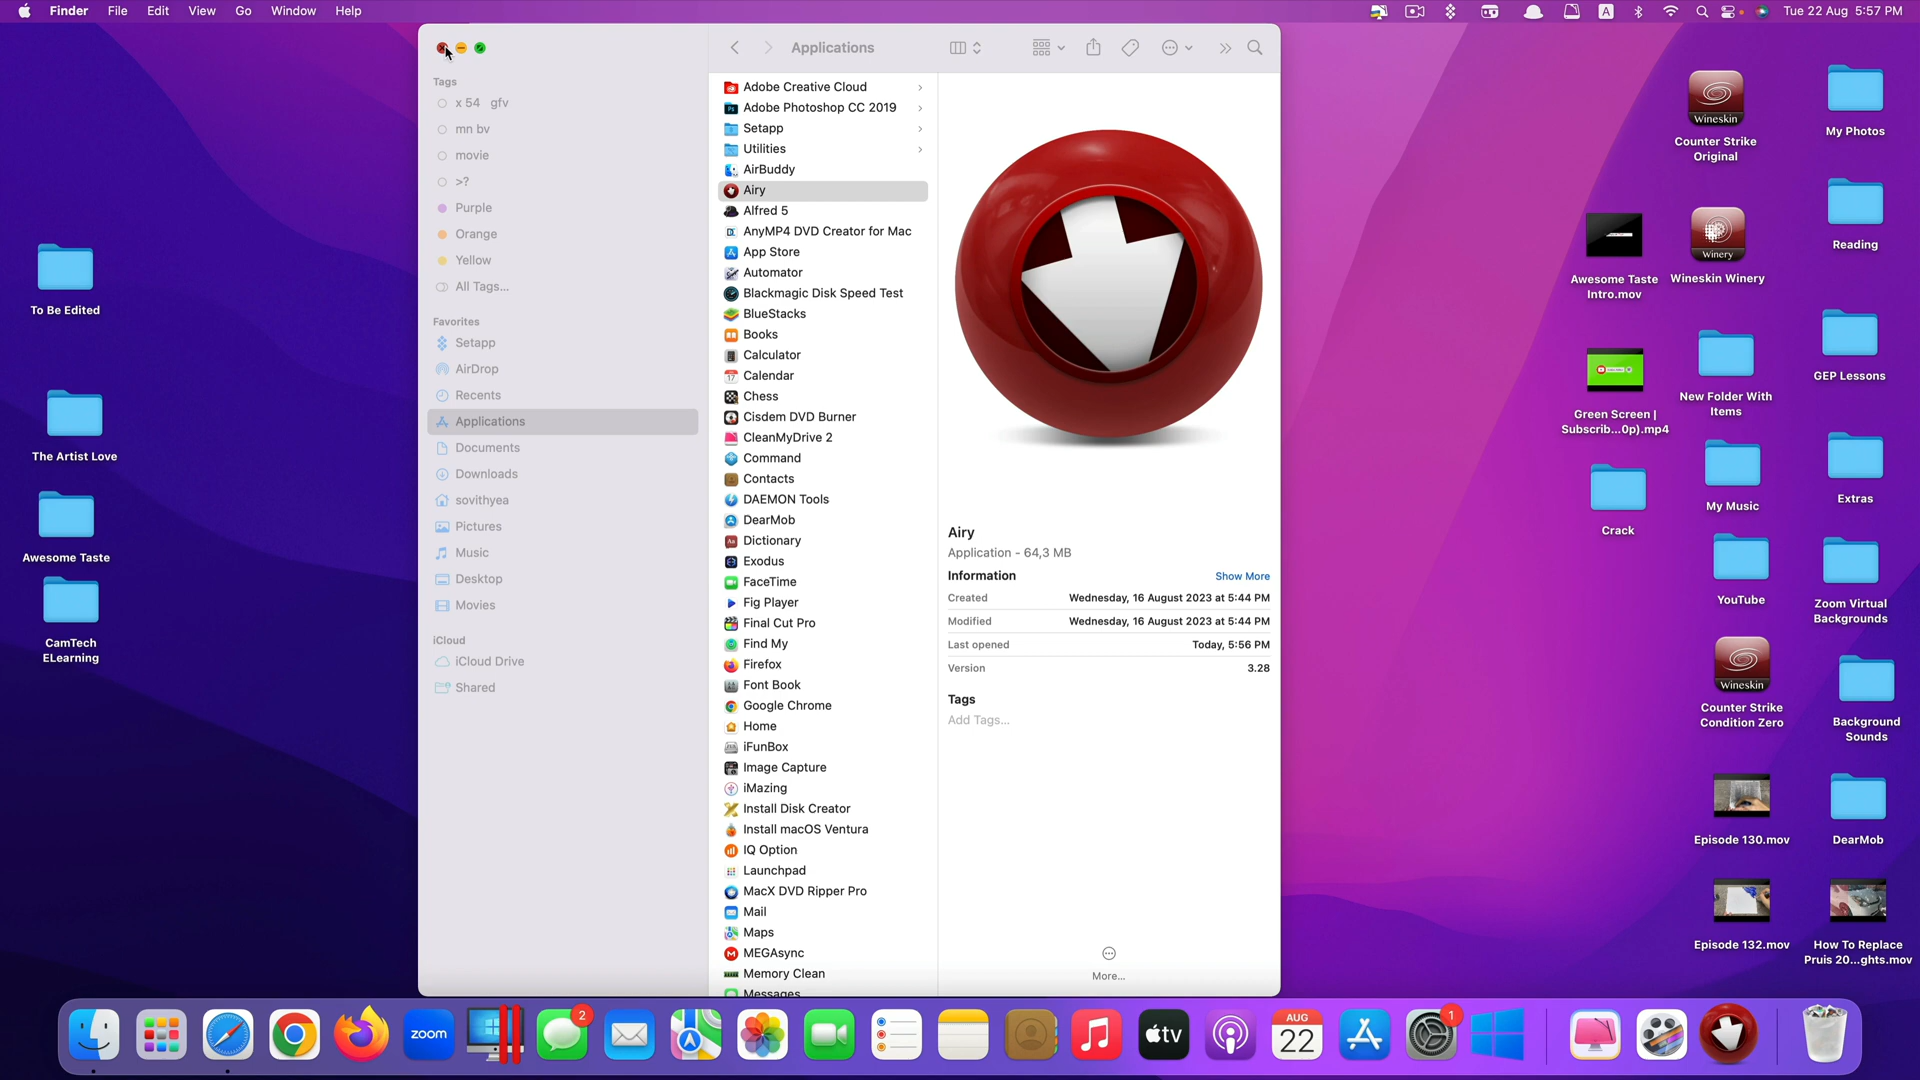 Finder File Edit View Go Window Help
A Tue 22 Aug 5:57 PM
Applications
Tags
x 54 gfv
mn bv
movie
>?
Purple
Orange
Yellow
All Tags...
Favorites
Setapp
AirDrop
Recents
Applications
Documents
Downloads
sovithyea
Pictures
Music
Desktop
Movies
iCloud
iCloud Drive
Shared
Adobe Creative Cloud
Adobe Photoshop CC 2019
Setapp
Utilities
AirBuddy
Airy
Alfred 5
AnyMP4 DVD Creator for Mac
App Store
Automator
Blackmagic Disk Speed Test
BlueStacks
Books
Calculator
Calendar
Chess
Cisdem DVD Burner
CleanMyDrive 2
Command
Contacts
DAEMON Tools
DearMob
Dictionary
Exodus
FaceTime
Fig Player
Final Cut Pro
Find My
Firefox
Font Book
Google Chrome
Home
iFunBox
Image Capture
iMazing
Install Disk Creator
Install macOS Ventura
IQ Option
Launchpad
MacX DVD Ripper Pro
Mail
Maps
MEGAsync
Memory Clean
Messages
Airy
Application - 64,3 MB
Information Show More
Created Wednesday, 16 August 2023 at 5:44 PM
Modified Wednesday, 16 August 2023 at 5:44 PM
Last opened Today, 5:56 PM
Version 3.28
Tags
Add Tags...
More...
To Be Edited
The Artist Love
Awesome Taste
CamTech
ELearning
Wineskin
Counter Strike
Original
My Photos
Reading
Awesome Taste
Intro.mov
Winery
Wineskin Winery
GEP Lessons
Green Screen |
Subscrib...0p).mp4
New Folder With
Items
Crack
My Music
Extras
YouTube
Zoom Virtual
Backgrounds
Wineskin
Counter Strike
Condition Zero
Background
Sounds
Episode 130.mov
DearMob
Episode 132.mov
How To Replace
Pruis 20...ghts.mov
zoom
2
tv
AUG
22
1